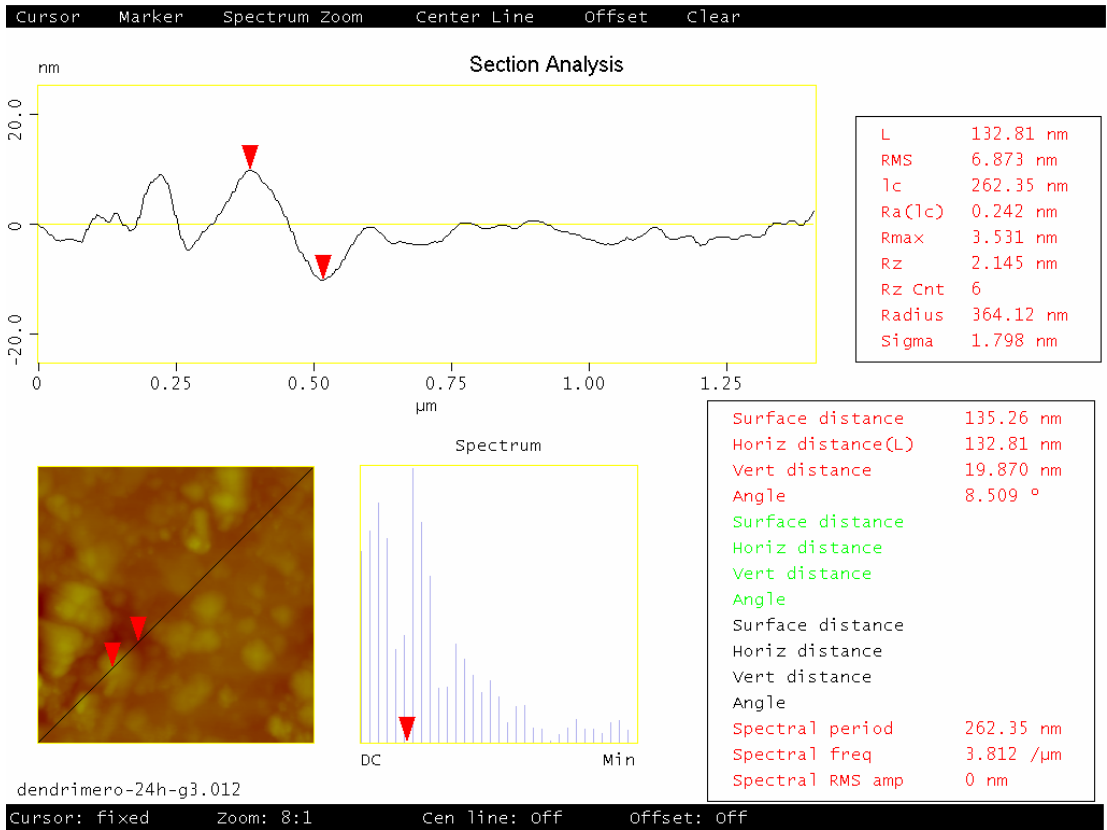 Cursor Marker Spectrum Zoom Center Line Offset Clear
Section Analysis
nm
20.0
0
-20.0
0 0.25 0.50 0.75 1.00 1.25
µm
L 132.81 nm
RMS 6.873 nm
lc 262.35 nm
Ra(lc) 0.242 nm
Rmax 3.531 nm
Rz 2.145 nm
Rz Cnt 6
Radius 364.12 nm
Sigma 1.798 nm
Spectrum
DC Min
Surface distance 135.26 nm
Horiz distance(L) 132.81 nm
Vert distance 19.870 nm
Angle 8.509 º
Surface distance
Horiz distance
Vert distance
Angle
Surface distance
Horiz distance
Vert distance
Angle
Spectral period 262.35 nm
Spectral freq 3.812 /µm
Spectral RMS amp 0 nm
dendrimero-24h-g3.012
Cursor: fixed Zoom: 8:1 Cen line: Off Offset: Off